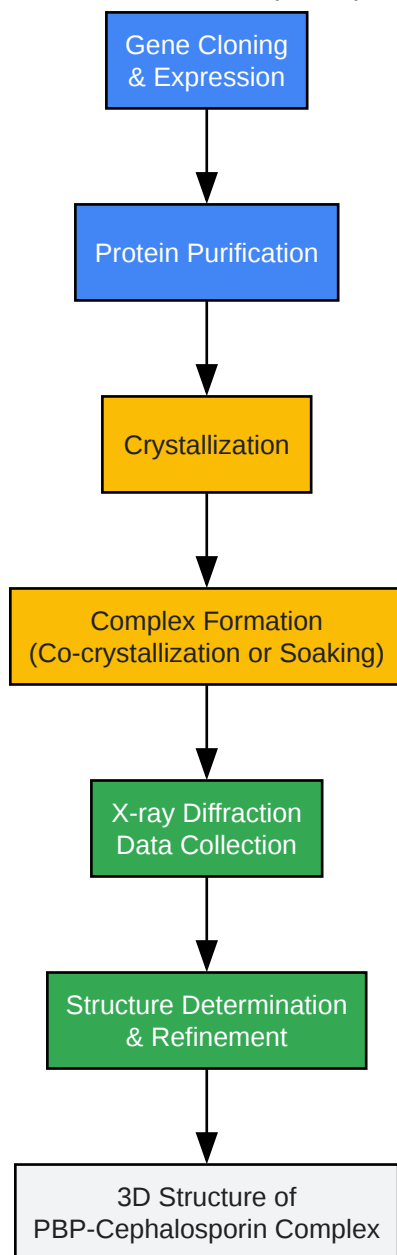 Gene Cloning
& Expression
Protein Purification
Crystallization
Complex Formation
(Co-crystallization or Soaking)
X-ray Diffraction
Data Collection
Structure Determination
& Refinement
3D Structure of
PBP-Cephalosporin Complex